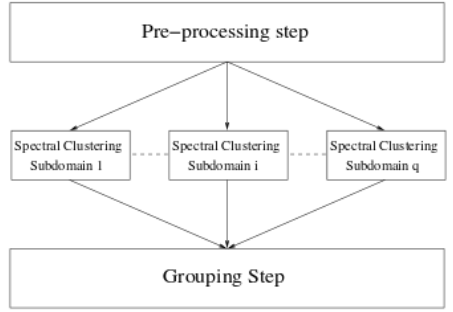 Pre-processing step
Spectral Clustering
Subdomain 1
Spectral Clustering
Subdomain i
Spectral Clustering
Subdomain q
Grouping Step